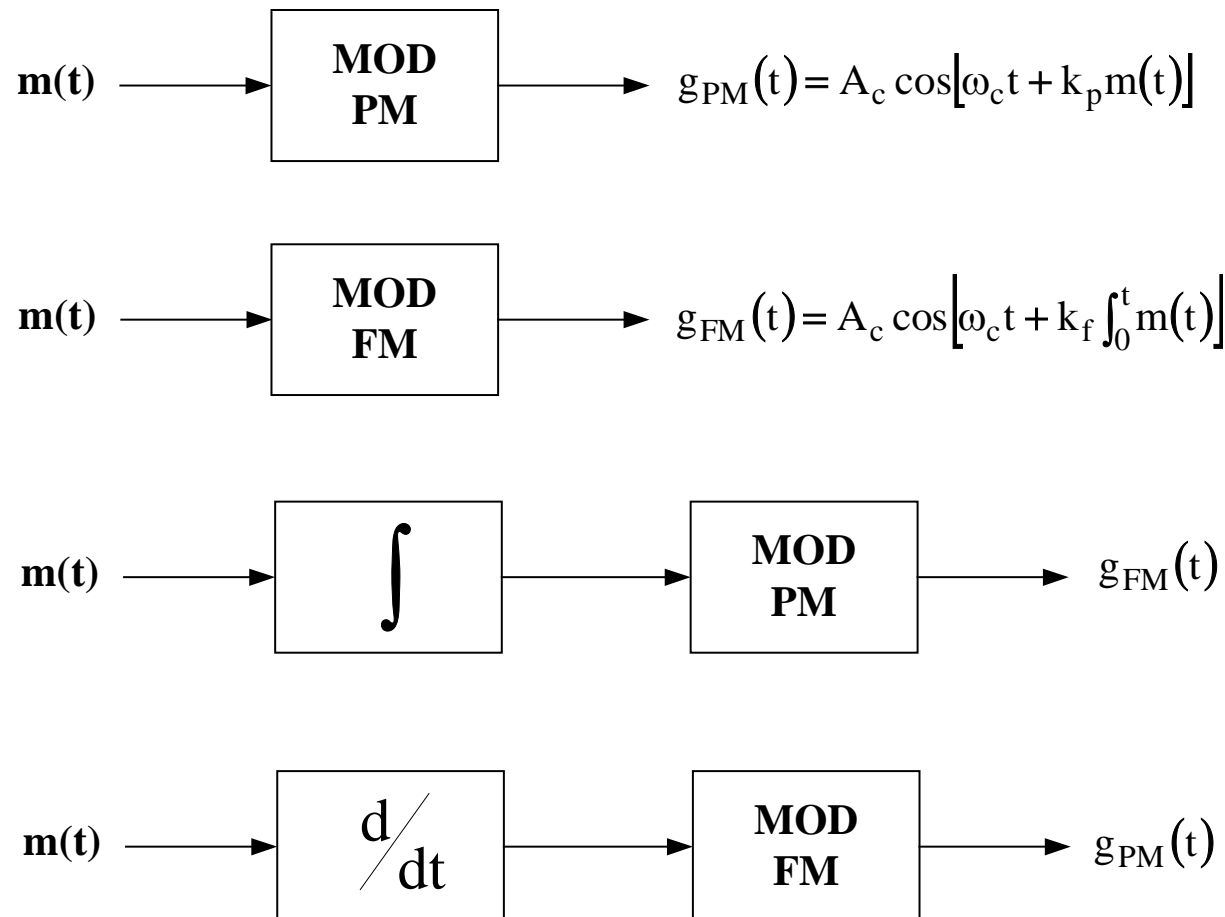 m(t) MOD PM g_PM(t) = A_c cos[ω_c t + k_p m(t)]
m(t) MOD FM g_FM(t) = A_c cos[ω_c t + k_f ∫_0^t m(t)]
m(t) ∫ MOD PM g_FM(t)
m(t) d/dt MOD FM g_PM(t)